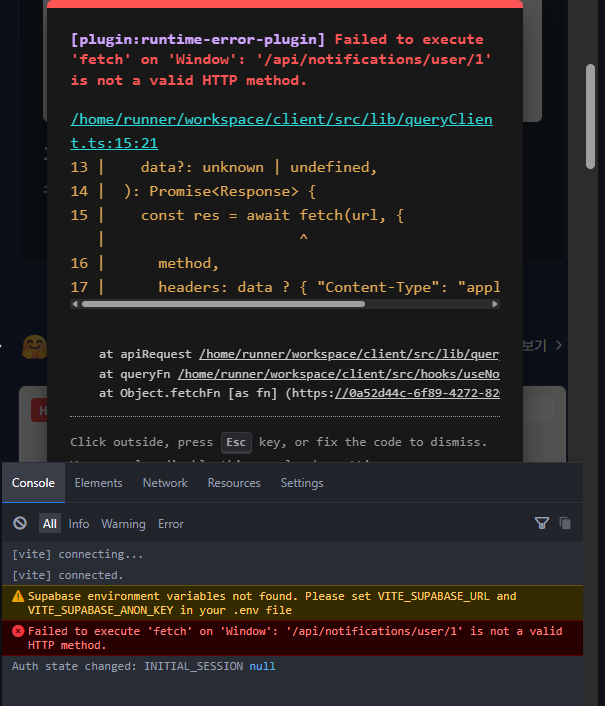 [plugin:runtime-error-plugin] Failed to execute
'fetch' on 'Window': '/api/notifications/user/1'
is not a valid HTTP method.
/home/runner/workspace/client/src/lib/queryClien
t.ts:15:21
13 |    data?: unknown | undefined,
14 |  ): Promise<Response> {
15 |    const res = await fetch(url, {
   |                      ^
16 |      method,
17 |      headers: data ? { "Content-Type": "appl
at apiRequest /home/runner/workspace/client/src/lib/quer
at queryFn /home/runner/workspace/client/src/hooks/useNo
at Object.fetchFn [as fn] (https://0a52d44c-6f89-4272-82
보기 >
Click outside, press Esc key, or fix the code to dismiss.
Console Elements Network Resources Settings
All Info Warning Error
[vite] connecting...
[vite] connected.
Supabase environment variables not found. Please set VITE_SUPABASE_URL and
VITE_SUPABASE_ANON_KEY in your .env file
Failed to execute 'fetch' on 'Window': '/api/notifications/user/1' is not a valid
HTTP method.
Auth state changed: INITIAL_SESSION null